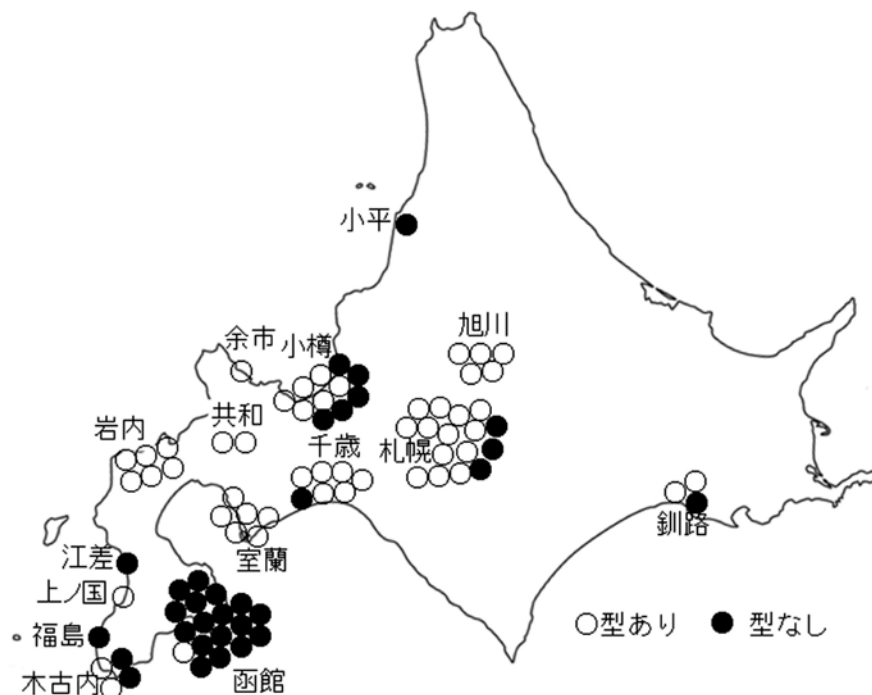 小平
旭川
余市
小樽
共和
岩内
千歳
札幌
釧路
室蘭
江差
上ノ国
○型あり ● 型なし
福島
木古内
函館